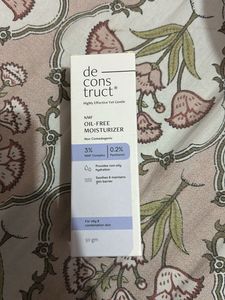 de
cons
truct®
Highly Effective Yet Gentle
NMF
OIL-FREE
MOISTURIZER
Non Comedogenic
3%
NMF Complex
0.2%
Panthenol
Provides non-oily
hydration
Soothes & maintains
skin barrier
For oily &
combination skin
50 gm